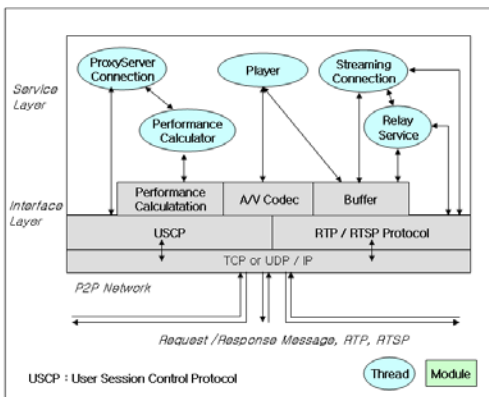 ProxyServer
Connection
Player
Streaming
Connection
Service
Layer
Performance
Calculator
Relay
Service
Interface
Layer
Performance
Calculatation
A/V Codec
Buffer
USCP
RTP / RTSP Protocol
TCP or UDP / IP
P2P Network
Request /Response Message, RTP, RTSP
USCP : User Session Control Protocol
Thread
Module